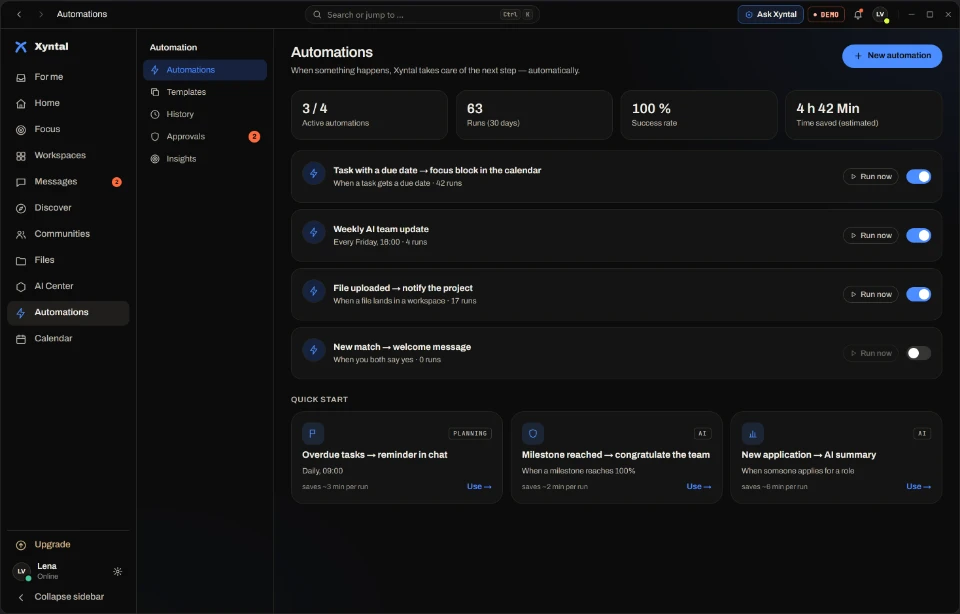 Automations
Search or jump to ...
Ctrl K
Ask Xyntal
DEMO
LV
Xyntal
For me
Home
Focus
Workspaces
Messages 2
Discover
Communities
Files
AI Center
Automations
Calendar
Upgrade
LV
Lena
Online
Collapse sidebar
Automation
Automations
Templates
History
Approvals 2
Insights
Automations
When something happens, Xyntal takes care of the next step — automatically.
New automation
3 / 4
Active automations
63
Runs (30 days)
100 %
Success rate
4 h 42 Min
Time saved (estimated)
Task with a due date → focus block in the calendar
When a task gets a due date · 42 runs
Run now
Weekly AI team update
Every Friday, 16:00 · 4 runs
Run now
File uploaded → notify the project
When a file lands in a workspace · 17 runs
Run now
New match → welcome message
When you both say yes · 0 runs
Run now
QUICK START
PLANNING
Overdue tasks → reminder in chat
Daily, 09:00
saves ~3 min per run
Use →
AI
Milestone reached → congratulate the team
When a milestone reaches 100%
saves ~2 min per run
Use →
AI
New application → AI summary
When someone applies for a role
saves ~6 min per run
Use →